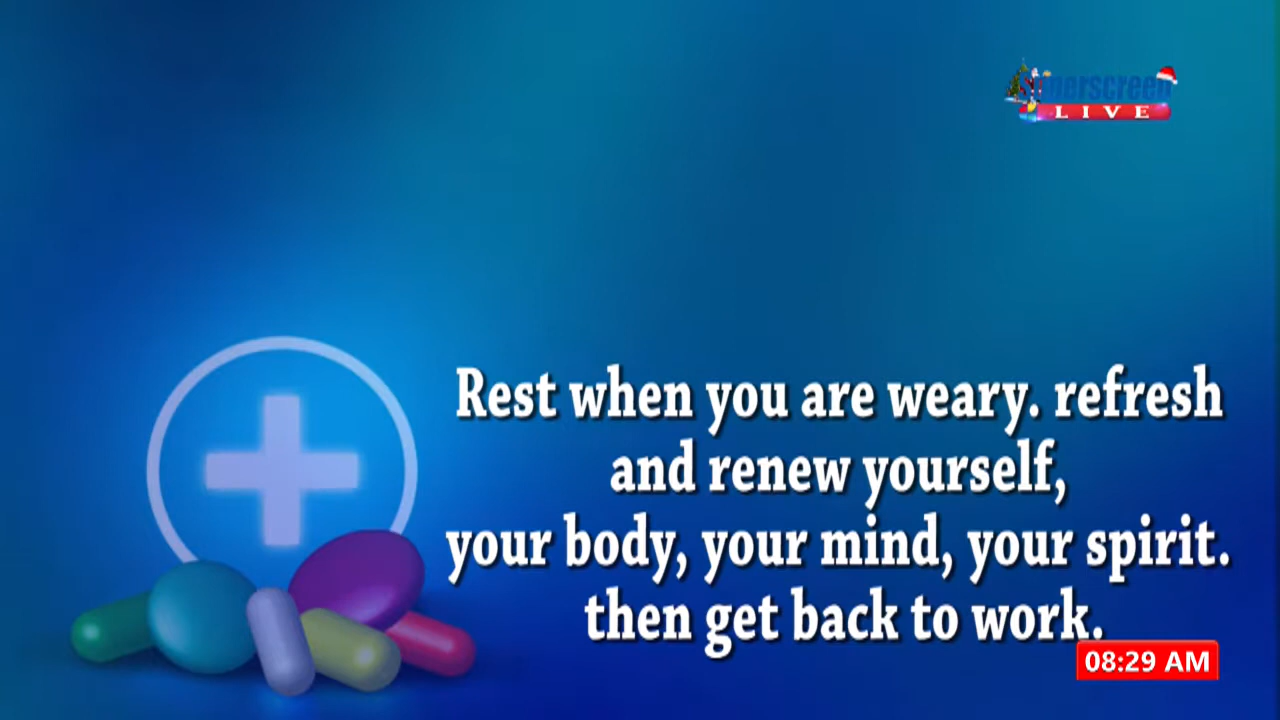 LIVE
Rest when you are weary. refresh
and renew yourself,
your body, your mind, your spirit.
then get back to work.
08:29 AM